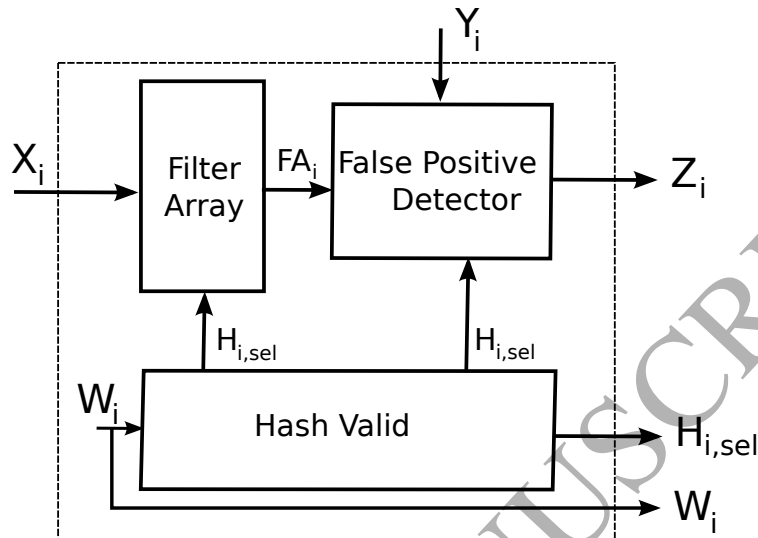 Y_i
X_i
Filter
Array
FA_i
False Positive
Detector
Z_i
H_i,sel
H_i,sel
W_i
Hash Valid
H_i,sel
W_i